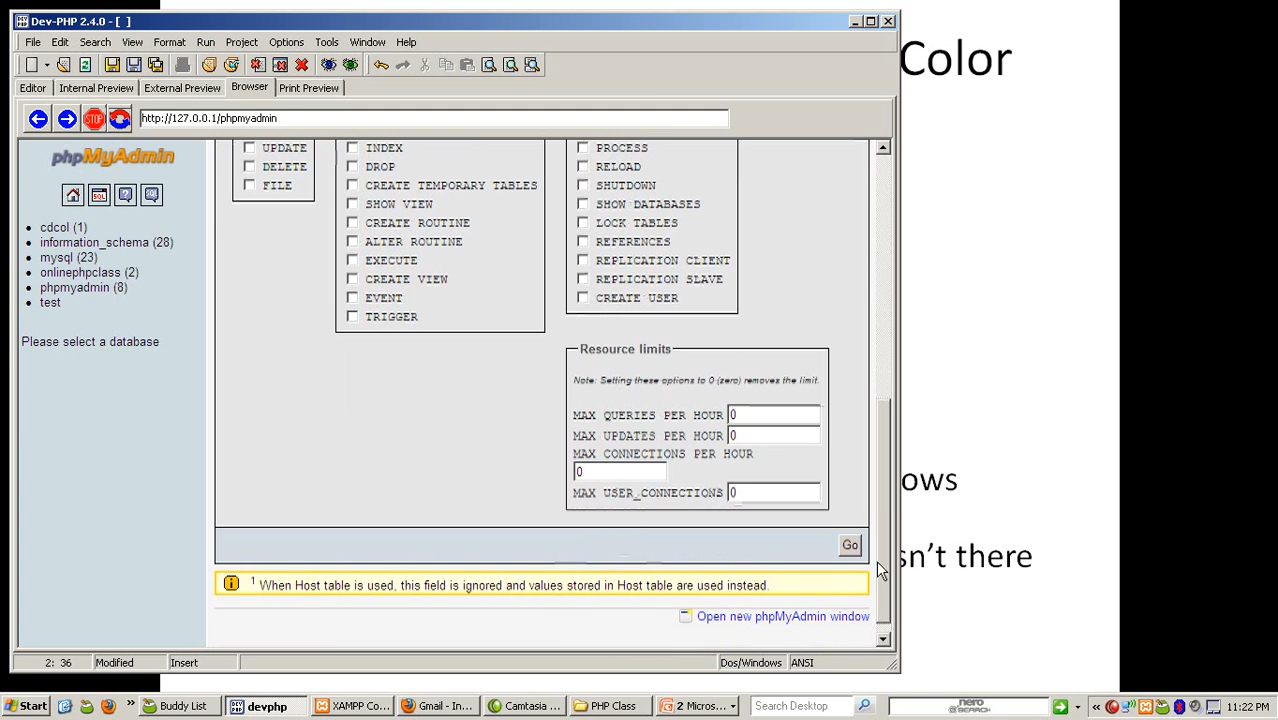 Dev-PHP 2.4.0 - [ ]
File Edit Search View Format Run Project Options Tools Window Help
Editor Internal Preview External Preview Browser Print Preview
STOP
http://127.0.0.1/phpmyadmin
phpMyAdmin
SQL
cdcol (1)
information_schema (28)
mysql (23)
onlinephpclass (2)
phpmyadmin (8)
test
Please select a database
UPDATE
DELETE
FILE
INDEX
DROP
CREATE TEMPORARY TABLES
SHOW VIEW
CREATE ROUTINE
ALTER ROUTINE
EXECUTE
CREATE VIEW
EVENT
TRIGGER
PROCESS
RELOAD
SHUTDOWN
SHOW DATABASES
LOCK TABLES
REFERENCES
REPLICATION CLIENT
REPLICATION SLAVE
CREATE USER
Resource limits
Note: Setting these options to 0 (zero) removes the limit.
MAX QUERIES PER HOUR 0
MAX UPDATES PER HOUR 0
MAX CONNECTIONS PER HOUR
0
MAX USER_CONNECTIONS 0
Go
1 When Host table is used, this field is ignored and values stored in Host table are used instead.
Open new phpMyAdmin window
2: 36 Modified Insert Dos/Windows ANSI
Color
ows
sn't there
Start Buddy List devphp XAMPP Co... Gmail - ... Camtasia ... PHP Class 2 Micros... Search Desktop nero SEARCH 11:22 PM